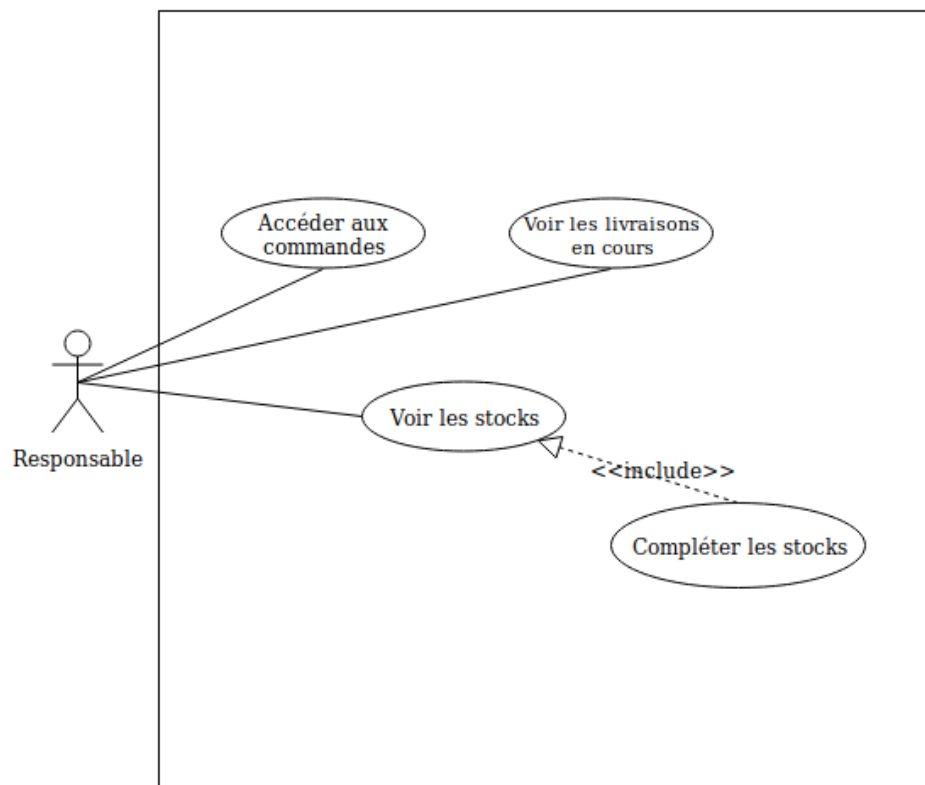 Accéder aux
commandes
Voir les livraisons
en cours
Voir les stocks
Responsable
<<include>>
Compléter les stocks